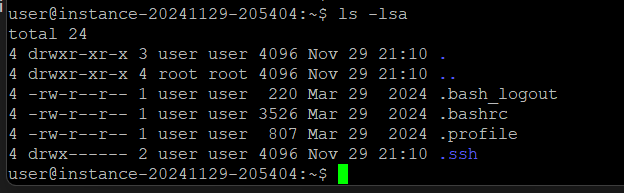 user@instance-20241129-205404:~$ ls -lsa
total 24
4 drwxr-xr-x 3 user user 4096 Nov 29 21:10 .
4 drwxr-xr-x 4 root root 4096 Nov 29 21:10 ..
4 -rw-r--r-- 1 user user  220 Mar 29  2024 .bash_logout
4 -rw-r--r-- 1 user user 3526 Mar 29  2024 .bashrc
4 -rw-r--r-- 1 user user  807 Mar 29  2024 .profile
4 drwx------ 2 user user 4096 Nov 29 21:10 .ssh
user@instance-20241129-205404:~$